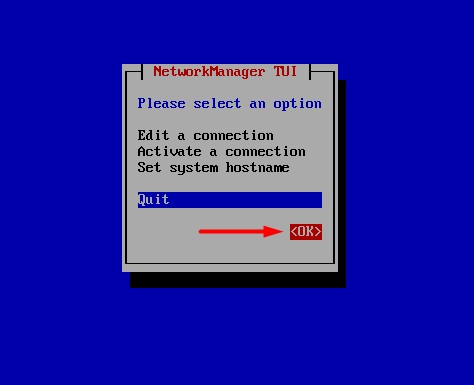 NetworkManager TUI
Please select an option
Edit a connection
Activate a connection
Set system hostname
Quit
<OK>